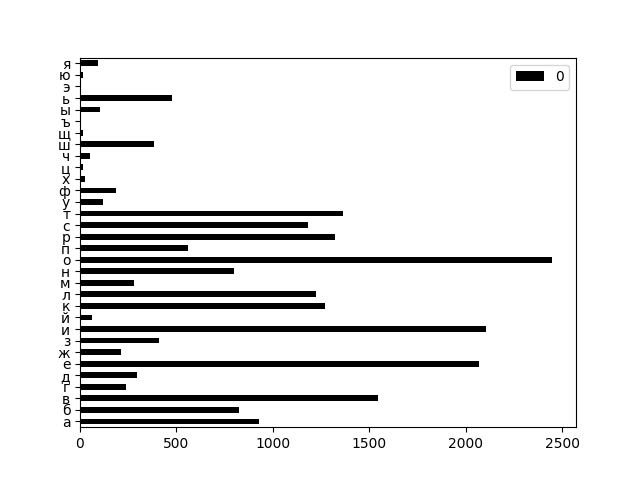 я
ю
э
ь
ы
ъ
щ
ш
ч
ц
х
ф
у
т
с
р
п
о
н
м
л
к
й
и
з
ж
е
д
г
в
б
а
0 500 1000 1500 2000 2500
0